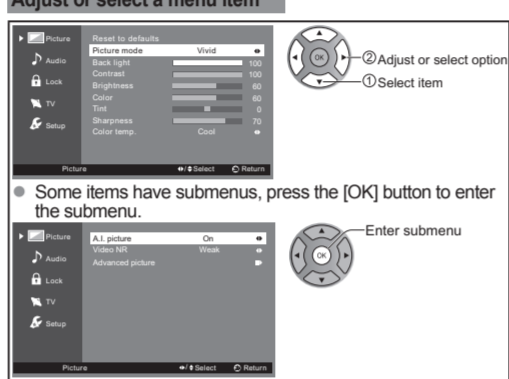 Adjust or select a menu item
Picture
Audio
Lock
TV
Setup
Reset to defaults
Picture mode Vivid
Back light 100
Contrast 100
Brightness 60
Color 60
Tint 0
Sharpness 70
Color temp. Cool
Picture Select Return
OK
②Adjust or select option
①Select item
● Some items have submenus, press the [OK] button to enter
the submenu.
Picture
Audio
Lock
TV
Setup
A.I. picture On
Video NR Weak
Advanced picture
Picture Select Return
OK
Enter submenu